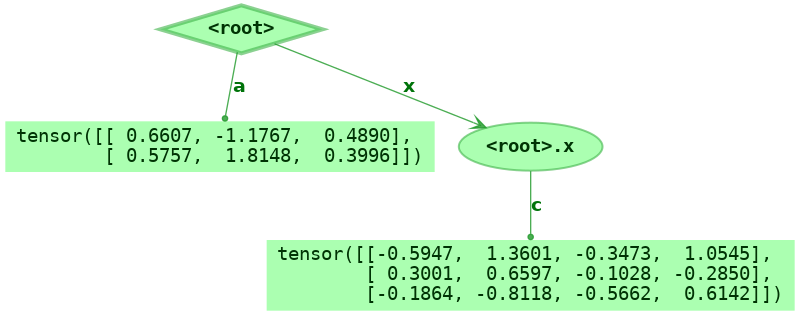 <root>
a
x
tensor([[ 0.6607, -1.1767,  0.4890],
        [ 0.5757,  1.8148,  0.3996]])
<root>.x
c
tensor([[-0.5947,  1.3601, -0.3473,  1.0545],
        [ 0.3001,  0.6597, -0.1028, -0.2850],
        [-0.1864, -0.8118, -0.5662,  0.6142]])